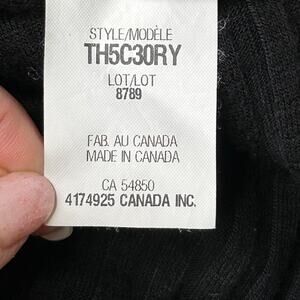 STYLE/MODÈLE
TH5C30RY
LOT/LOT
8789
FAB. AU CANADA
MADE IN CANADA
CA 54850
4174925 CANADA INC.